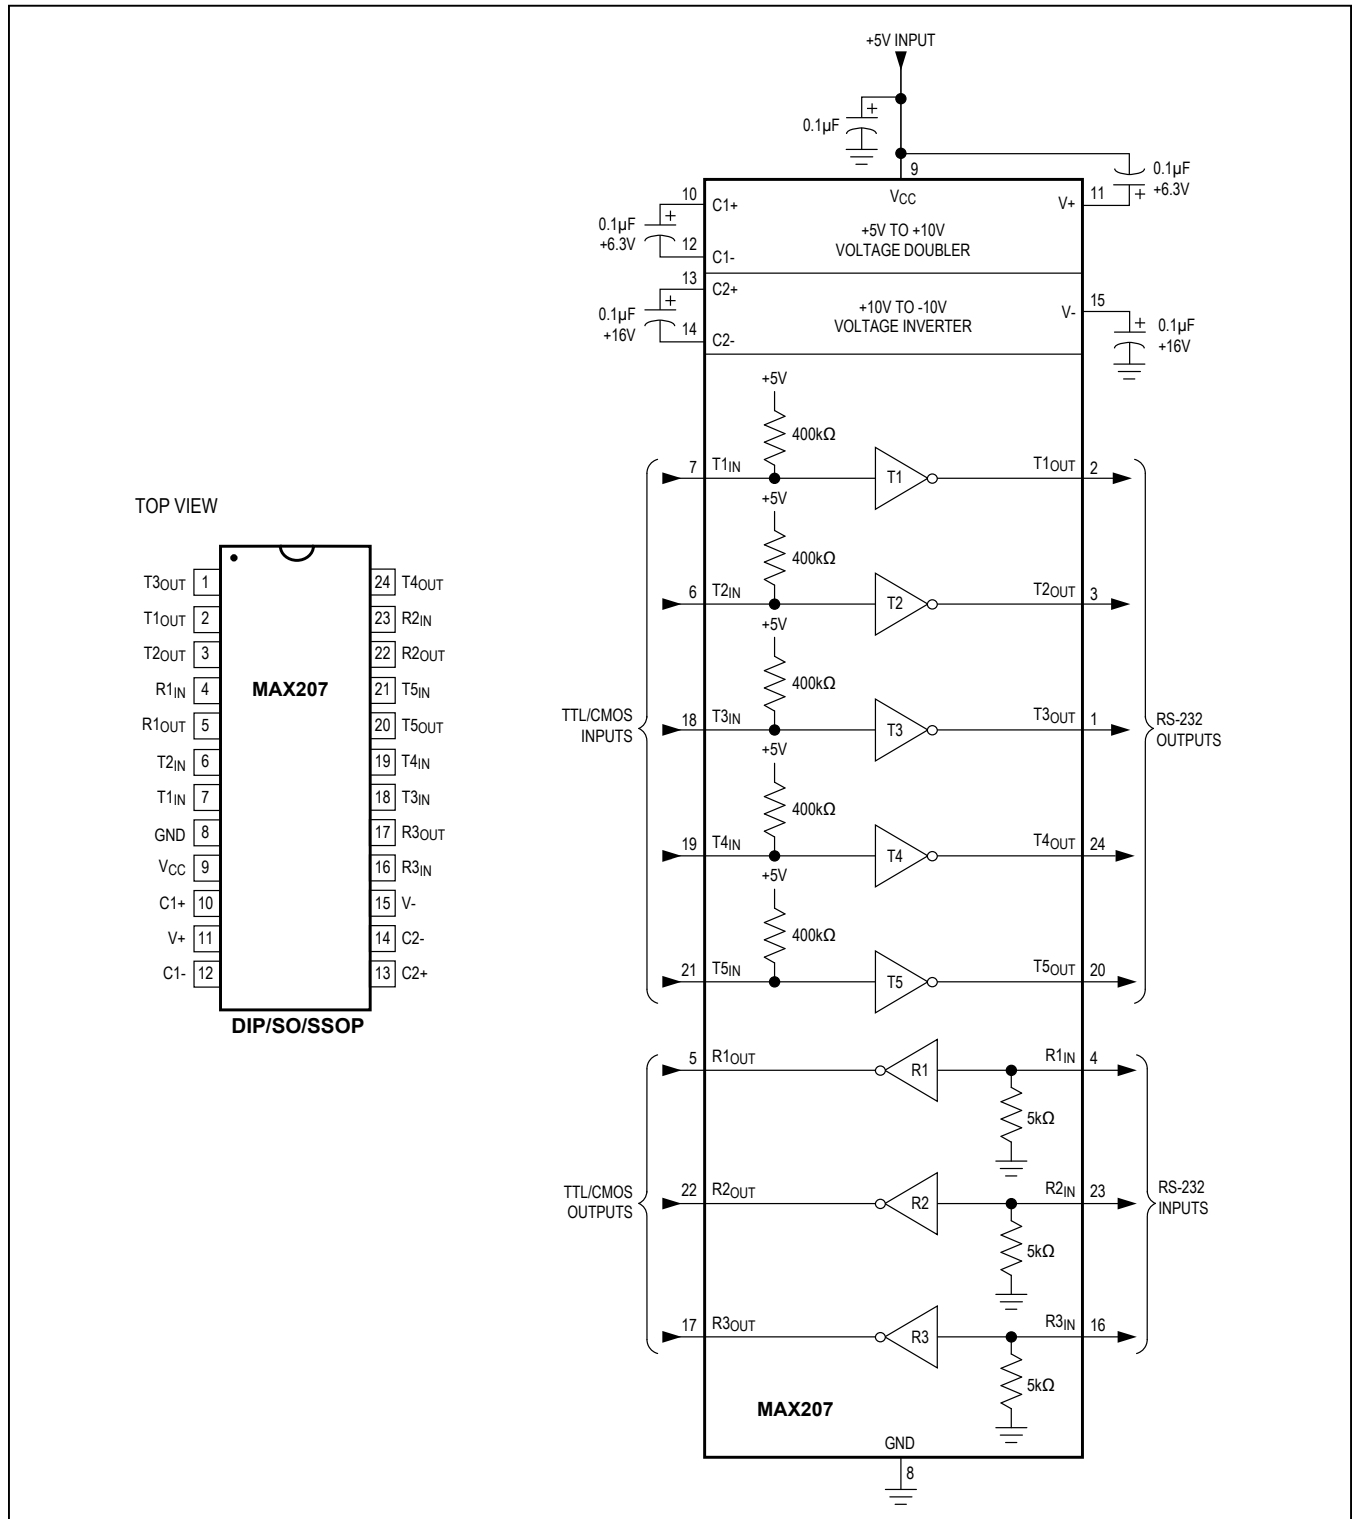 +5V INPUT
0.1µF
+
9
VCC
0.1µF
+6.3V
+
10
C1+
0.1µF
+6.3V
+
12
C1-
+5V TO +10V
VOLTAGE DOUBLER
V+
11
13
C2+
0.1µF
+16V
+
14
C2-
+10V TO -10V
VOLTAGE INVERTER
V-
15
+
0.1µF
+16V
+5V
400kΩ
7
T1IN
T1
T1OUT
2
+5V
400kΩ
6
T2IN
T2
T2OUT
3
+5V
400kΩ
TTL/CMOS
INPUTS
18
T3IN
T3
T3OUT
1
RS-232
OUTPUTS
+5V
400kΩ
19
T4IN
T4
T4OUT
24
+5V
400kΩ
21
T5IN
T5
T5OUT
20
5
R1OUT
R1
R1IN
4
5kΩ
TTL/CMOS
OUTPUTS
22
R2OUT
R2
R2IN
23
RS-232
INPUTS
5kΩ
17
R3OUT
R3
R3IN
16
5kΩ
MAX207
GND
8
TOP VIEW
T3OUT 1
24 T4OUT
T1OUT 2
23 R2IN
T2OUT 3
22 R2OUT
R1IN 4
MAX207
21 T5IN
R1OUT 5
20 T5OUT
T2IN 6
19 T4IN
T1IN 7
18 T3IN
GND 8
17 R3OUT
VCC 9
16 R3IN
C1+ 10
15 V-
V+ 11
14 C2-
C1- 12
13 C2+
DIP/SO/SSOP